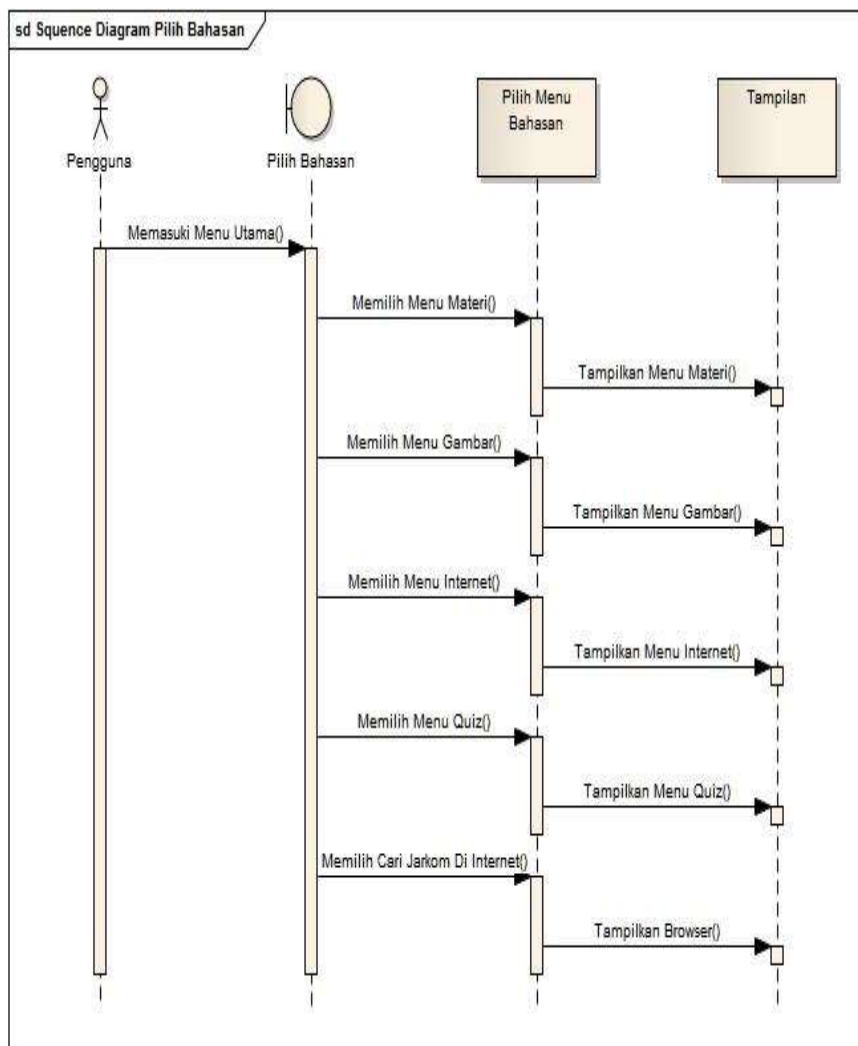 sd Squence Diagram Pilih Bahasan
Pengguna
Pilih Bahasan
Pilih Menu
Bahasan
Tampilan
Memasuki Menu Utama()
Memilih Menu Materi()
Tampilkan Menu Materi()
Memilih Menu Gambar()
Tampilkan Menu Gambar()
Memilih Menu Internet()
Tampilkan Menu Internet()
Memilih Menu Quiz()
Tampilkan Menu Quiz()
Memilih Cari Jarkom Di Internet()
Tampilkan Browser()